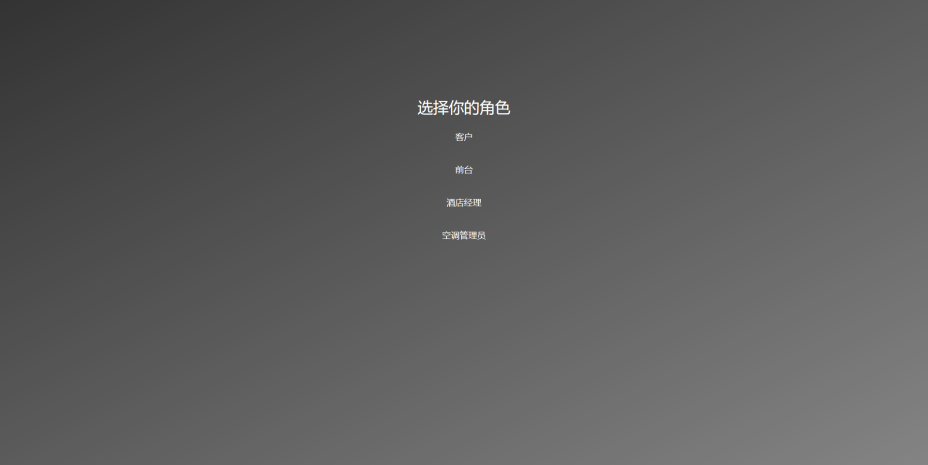 选择你的角色
客户
前台
酒店经理
空调管理员